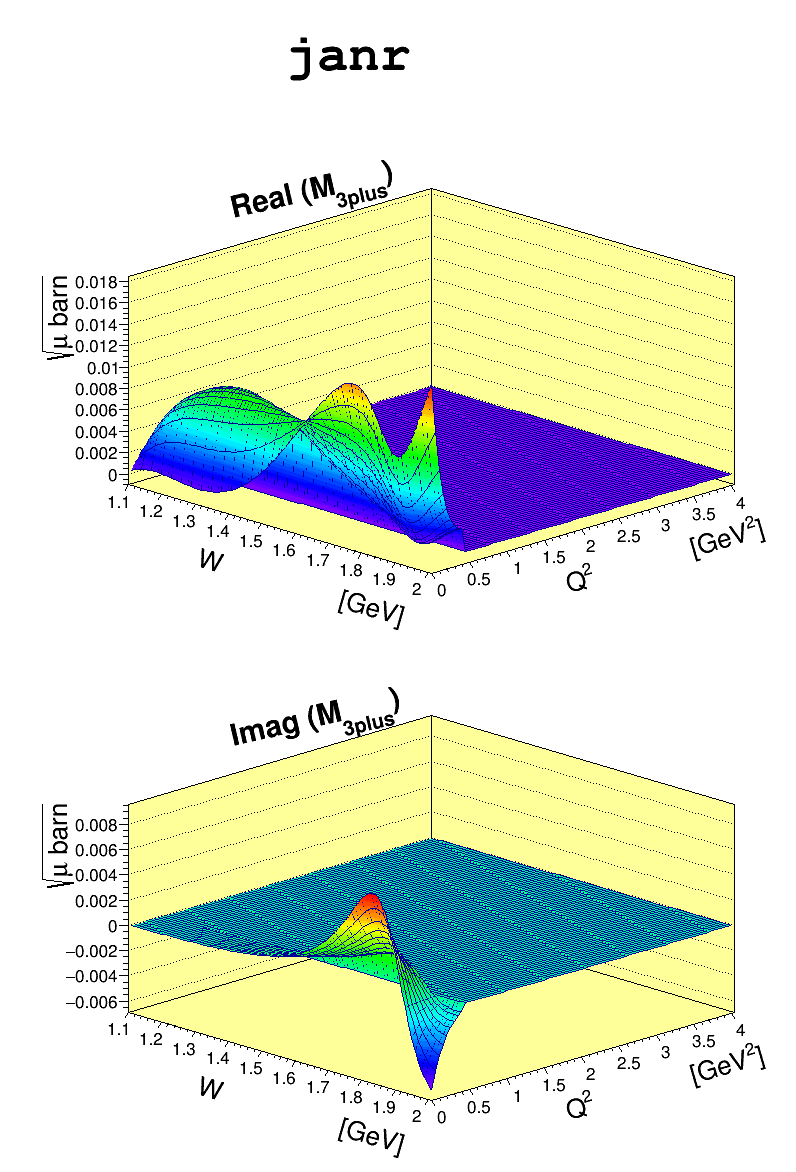 janr
Real (M3plus)
√μ barn
0.018
0.016
0.014
0.012
0.01
0.008
0.006
0.004
0.002
0
1.1 1.2 1.3 1.4 1.5 1.6 1.7 1.8 1.9 2
W [GeV]
0 0.5 1 1.5 2 2.5 3 3.5 4
Q² [GeV²]
Imag (M3plus)
√μ barn
0.008
0.006
0.004
0.002
0
−0.002
−0.004
−0.006
1.1 1.2 1.3 1.4 1.5 1.6 1.7 1.8 1.9 2
W [GeV]
0 0.5 1 1.5 2 2.5 3 3.5 4
Q² [GeV²]